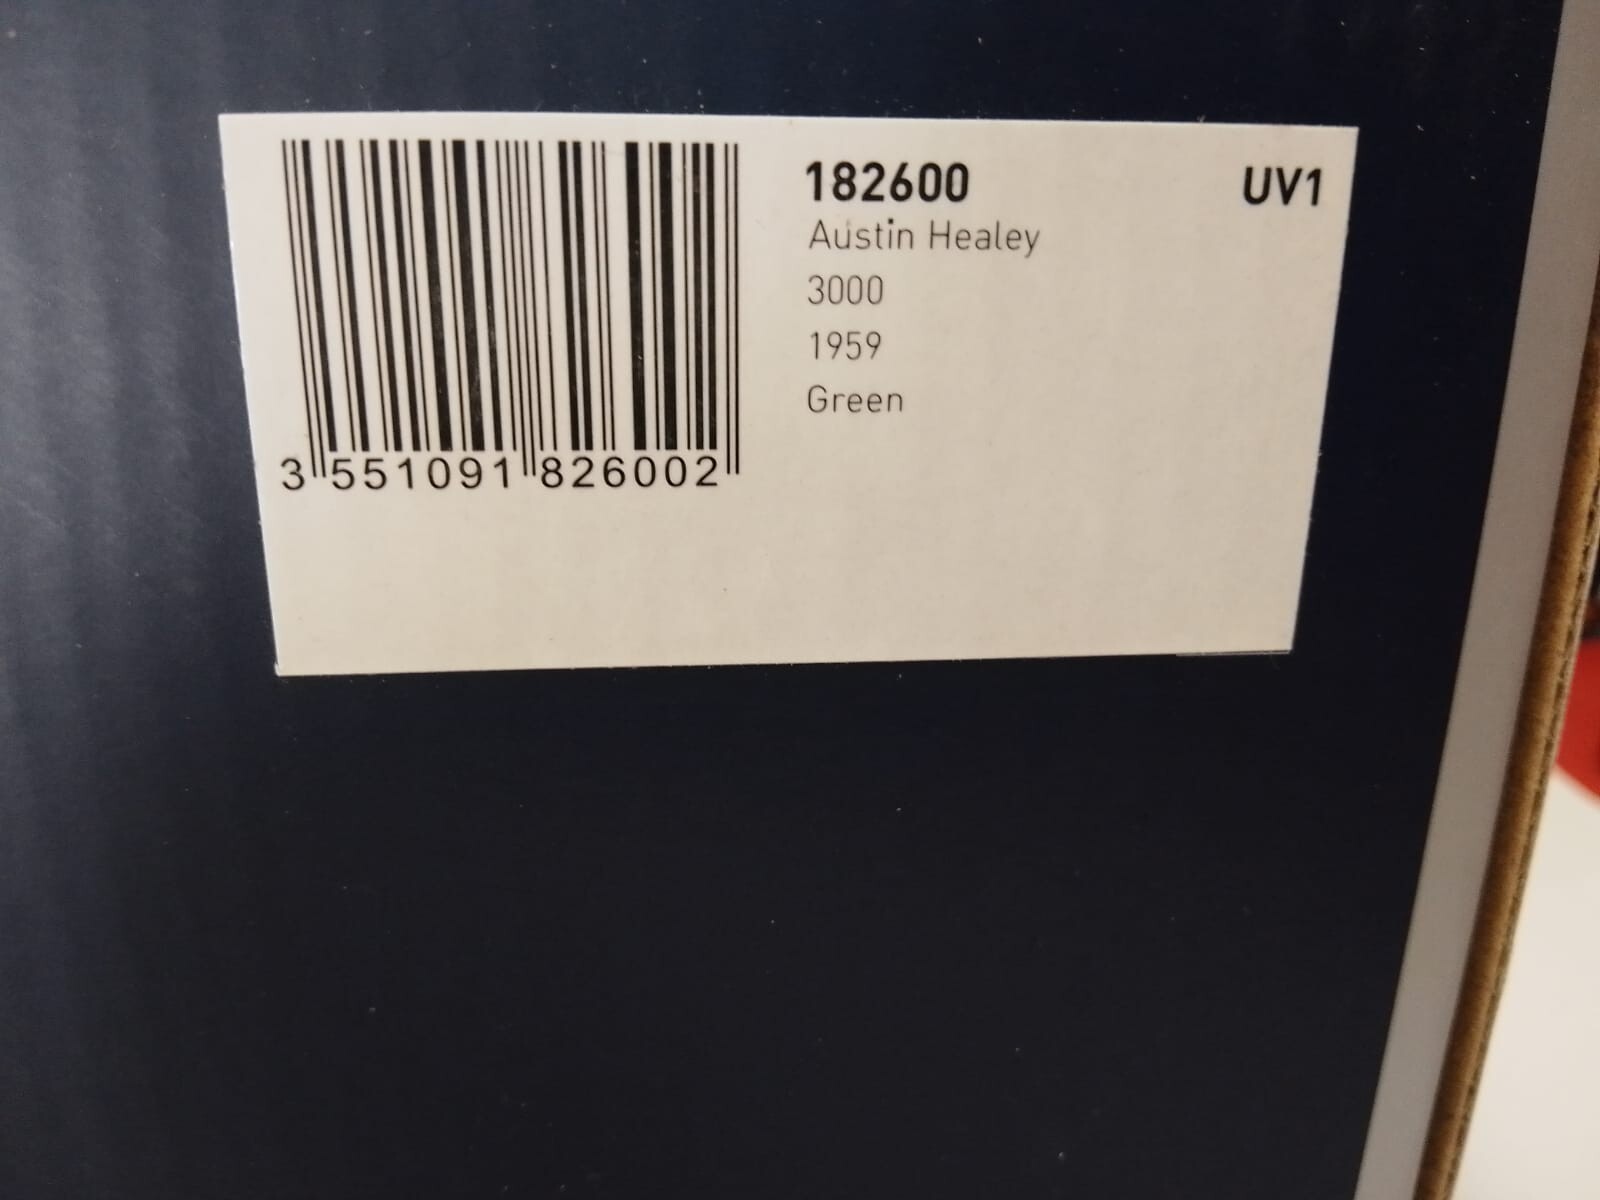 182600 UV1
Austin Healey
3000
1959
Green
3 551091 826002